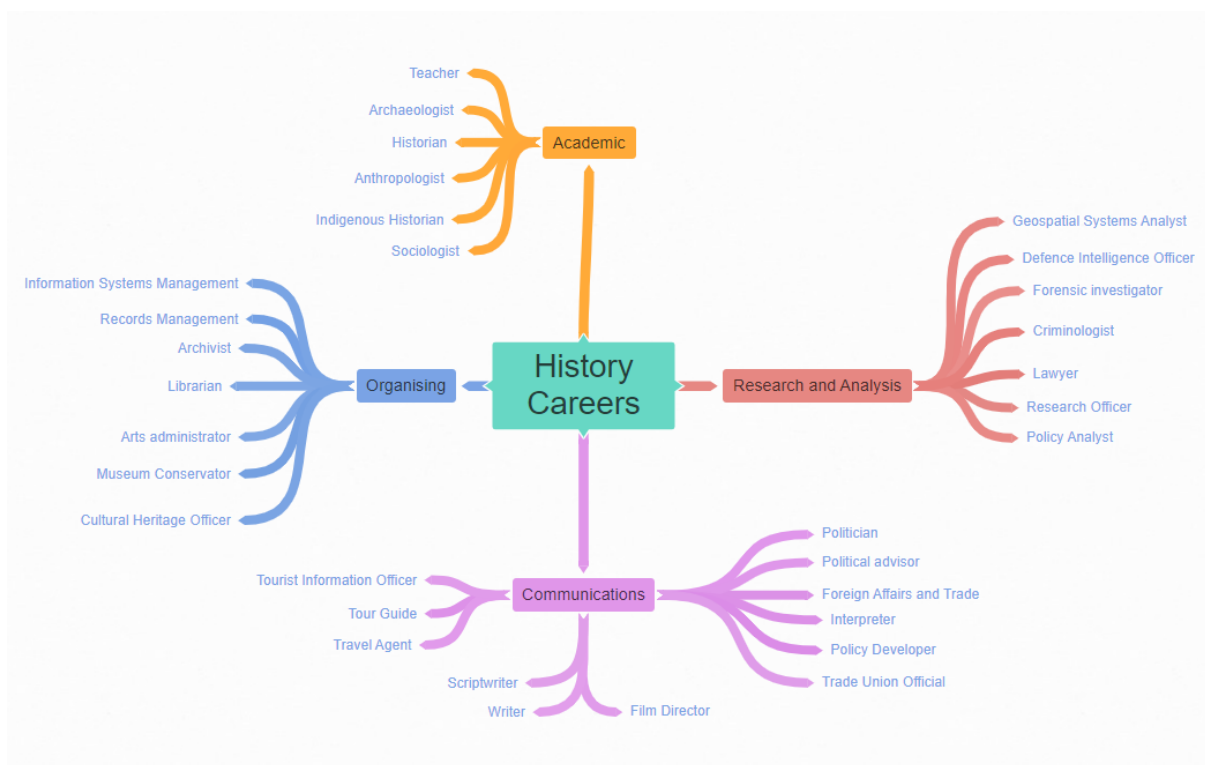 Teacher
Archaeologist
Historian
Anthropologist
Indigenous Historian
Sociologist
Academic
Information Systems Management
Records Management
Archivist
Librarian
Arts administrator
Museum Conservator
Cultural Heritage Officer
Organising
History
Careers
Research and Analysis
Geospatial Systems Analyst
Defence Intelligence Officer
Forensic investigator
Criminologist
Lawyer
Research Officer
Policy Analyst
Communications
Tourist Information Officer
Tour Guide
Travel Agent
Scriptwriter
Writer
Film Director
Politician
Political advisor
Foreign Affairs and Trade
Interpreter
Policy Developer
Trade Union Official